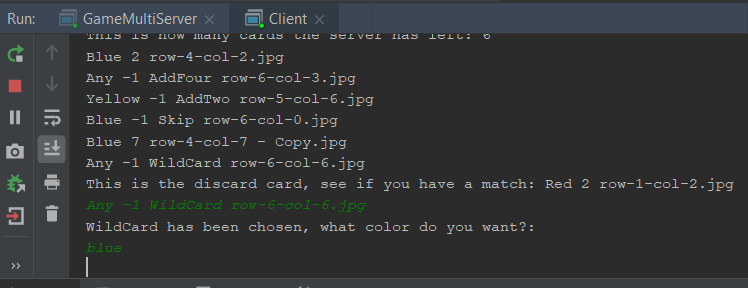 Run: GameMultiServer × Client ×
This is how many cards the server has left: 6
Blue 2 row-4-col-2.jpg
Any -1 AddFour row-6-col-3.jpg
Yellow -1 AddTwo row-5-col-6.jpg
Blue -1 Skip row-6-col-0.jpg
Blue 7 row-4-col-7 - Copy.jpg
Any -1 WildCard row-6-col-6.jpg
This is the discard card, see if you have a match: Red 2 row-1-col-2.jpg
Any -1 WildCard row-6-col-6.jpg
WildCard has been chosen, what color do you want?:
blue